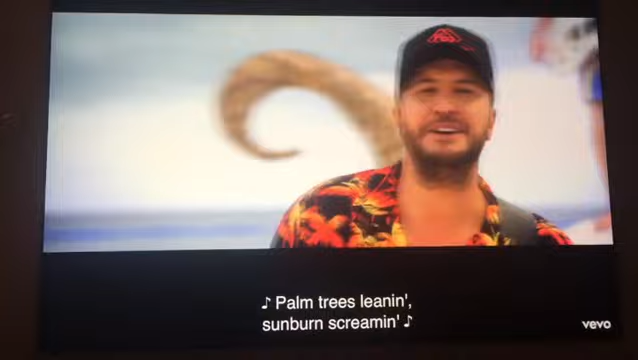 ♪ Palm trees leanin',
sunburn screamin' ♪
vevo